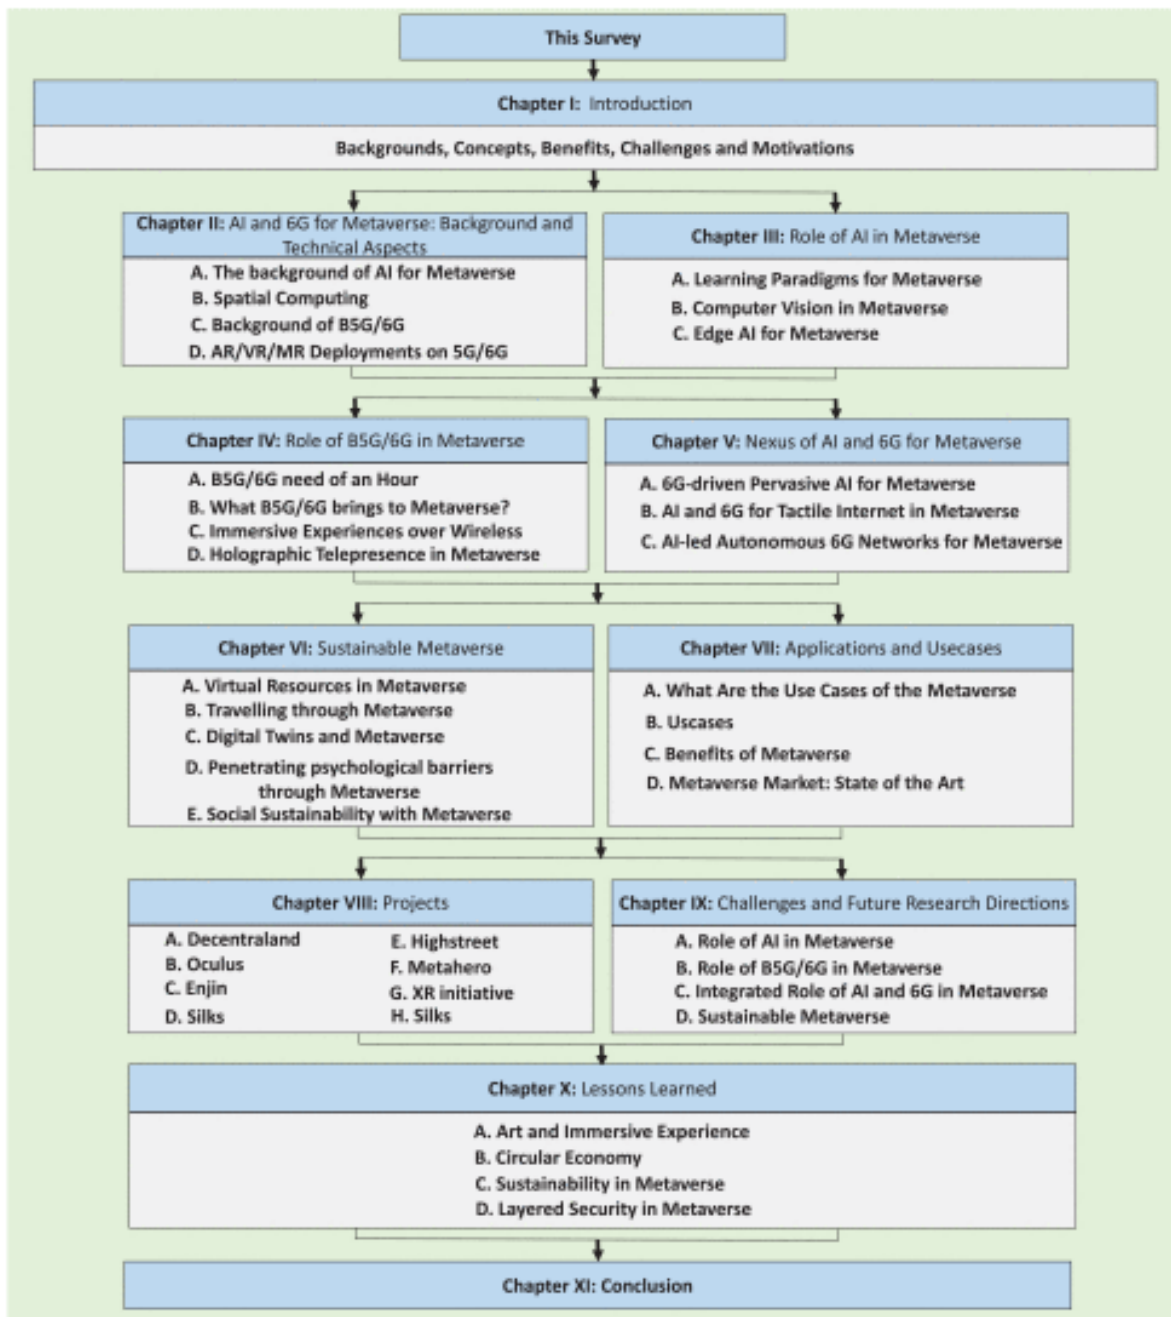 This Survey
Chapter I: Introduction
Backgrounds, Concepts, Benefits, Challenges and Motivations
Chapter II: AI and 6G for Metaverse: Background and
Technical Aspects
A. The background of AI for Metaverse
B. Spatial Computing
C. Background of B5G/6G
D. AR/VR/MR Deployments on 5G/6G
Chapter III: Role of AI in Metaverse
A. Learning Paradigms for Metaverse
B. Computer Vision in Metaverse
C. Edge AI for Metaverse
Chapter IV: Role of B5G/6G in Metaverse
A. B5G/6G need of an Hour
B. What B5G/6G brings to Metaverse?
C. Immersive Experiences over Wireless
D. Holographic Telepresence in Metaverse
Chapter V: Nexus of AI and 6G for Metaverse
A. 6G-driven Pervasive AI for Metaverse
B. AI and 6G for Tactile Internet in Metaverse
C. AI-led Autonomous 6G Networks for Metaverse
Chapter VI: Sustainable Metaverse
A. Virtual Resources in Metaverse
B. Travelling through Metaverse
C. Digital Twins and Metaverse
D. Penetrating psychological barriers
through Metaverse
E. Social Sustainability with Metaverse
Chapter VII: Applications and Usecases
A. What Are the Use Cases of the Metaverse
B. Uscases
C. Benefits of Metaverse
D. Metaverse Market: State of the Art
Chapter VIII: Projects
A. Decentraland
B. Oculus
C. Enjin
D. Silks
E. Highstreet
F. Metahero
G. XR initiative
H. Silks
Chapter IX: Challenges and Future Research Directions
A. Role of AI in Metaverse
B. Role of B5G/6G in Metaverse
C. Integrated Role of AI and 6G in Metaverse
D. Sustainable Metaverse
Chapter X: Lessons Learned
A. Art and Immersive Experience
B. Circular Economy
C. Sustainability in Metaverse
D. Layered Security in Metaverse
Chapter XI: Conclusion